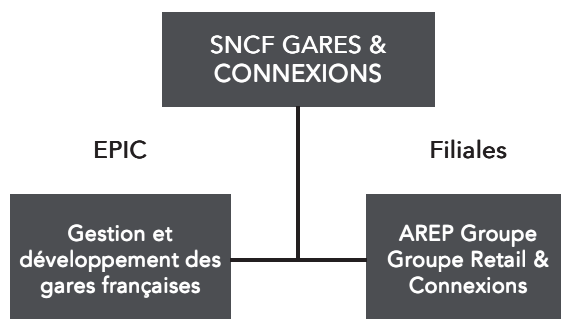 SNCF GARES &
CONNEXIONS
EPIC
Filiales
Gestion et
développement des
gares françaises
AREP Groupe
Groupe Retail &
Connexions